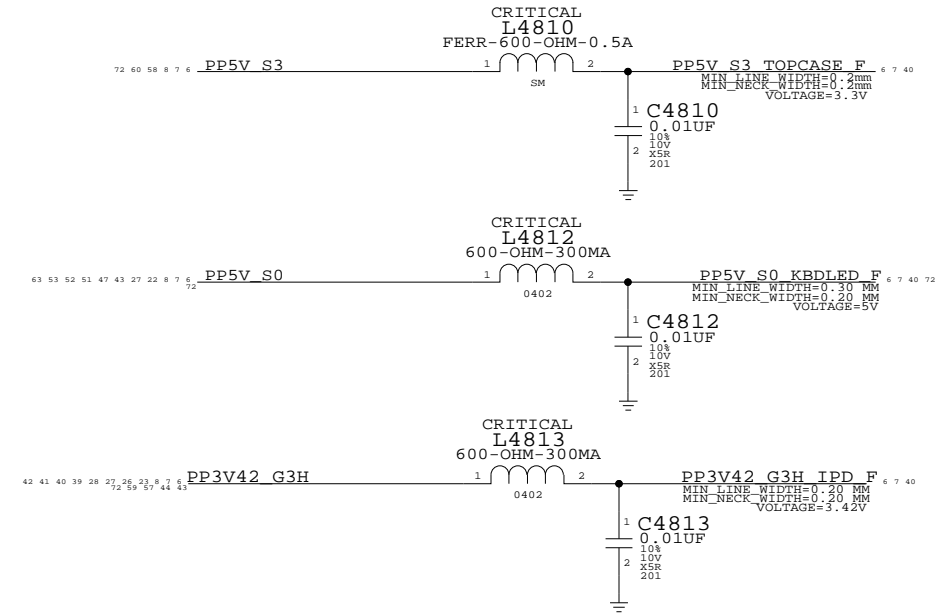 CRITICAL
L4810
FERR-600-OHM-0.5A
72 60 58 8 7 6 PP5V_S3 1 2 PP5V_S3_TOPCASE_F 6 7 40
SM
MIN_LINE_WIDTH=0.2mm
MIN_NECK_WIDTH=0.2mm
VOLTAGE=3.3V
1 C4810
0.01UF
10%
10V
2 X5R
201
CRITICAL
L4812
600-OHM-300MA
63 53 52 51 47 43 27 22 8 7 6 PP5V_S0 1 2 PP5V_S0_KBDLED_F 6 7 40 72
72
0402
MIN_LINE_WIDTH=0.30 MM
MIN_NECK_WIDTH=0.20 MM
VOLTAGE=5V
1 C4812
0.01UF
10%
10V
2 X5R
201
CRITICAL
L4813
600-OHM-300MA
42 41 40 39 28 27 26 23 8 7 6 PP3V42_G3H 1 2 PP3V42_G3H_IPD_F 6 7 40
72 59 57 44 43
0402
MIN_LINE_WIDTH=0.20 MM
MIN_NECK_WIDTH=0.20 MM
VOLTAGE=3.42V
1 C4813
0.01UF
10%
10V
2 X5R
201